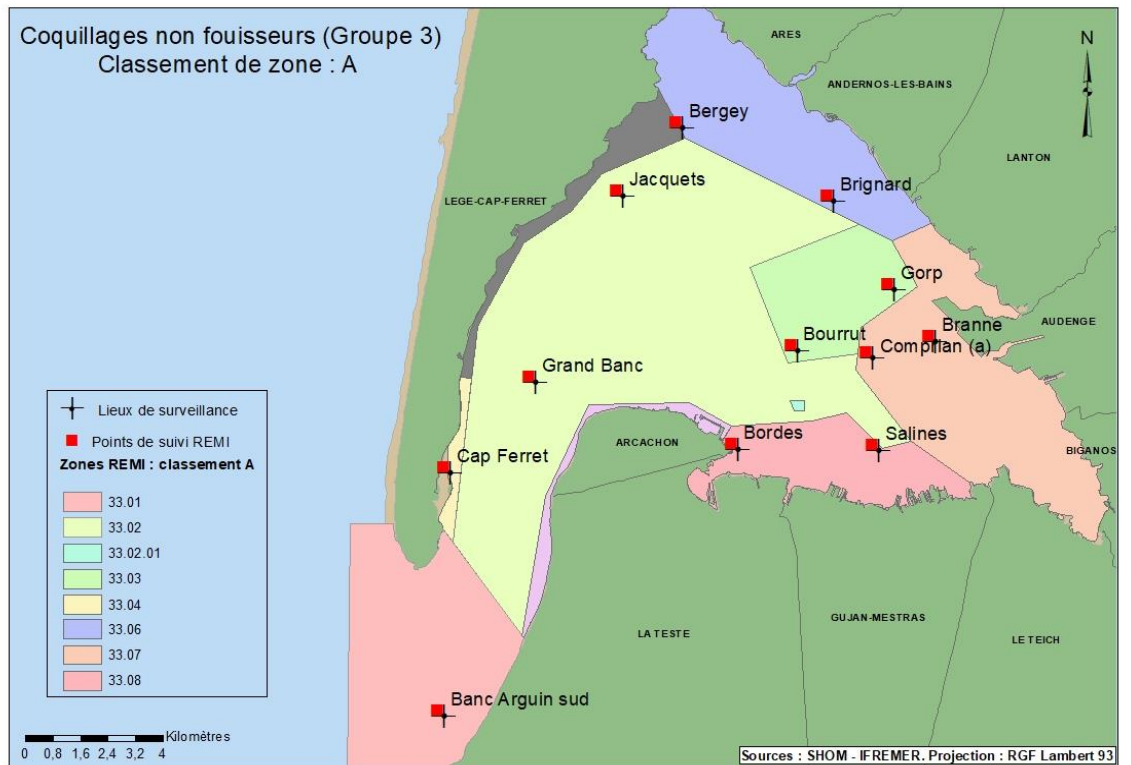 Coquillages non fouisseurs (Groupe 3)
Classement de zone : A
N
ARES
ANDERNOS-LES-BAINS
Bergey
LANTON
Jacquets
Brignard
LEGE-CAP-FERRET
Gorp
Branne
AUDENGE
Bourrut
Comprian (a)
Grand Banc
Lieux de surveillance
Points de suivi REMI
Zones REMI : classement A
33.01
33.02
33.02.01
33.03
33.04
33.06
33.07
33.08
ARCACHON
Bordes
Salines
BIGANOS
Cap Ferret
LA TESTE
GUJAN-MESTRAS
LE TEICH
Banc Arguin sud
Kilomètres
0 0,8 1,6 2,4 3,2 4
Sources : SHOM - IFREMER. Projection : RGF Lambert 93